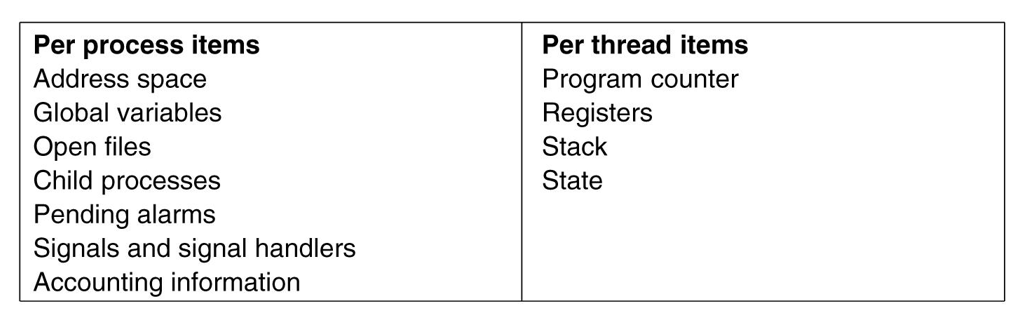 Per process items
Address space
Global variables
Open files
Child processes
Pending alarms
Signals and signal handlers
Accounting information
Per thread items
Program counter
Registers
Stack
State